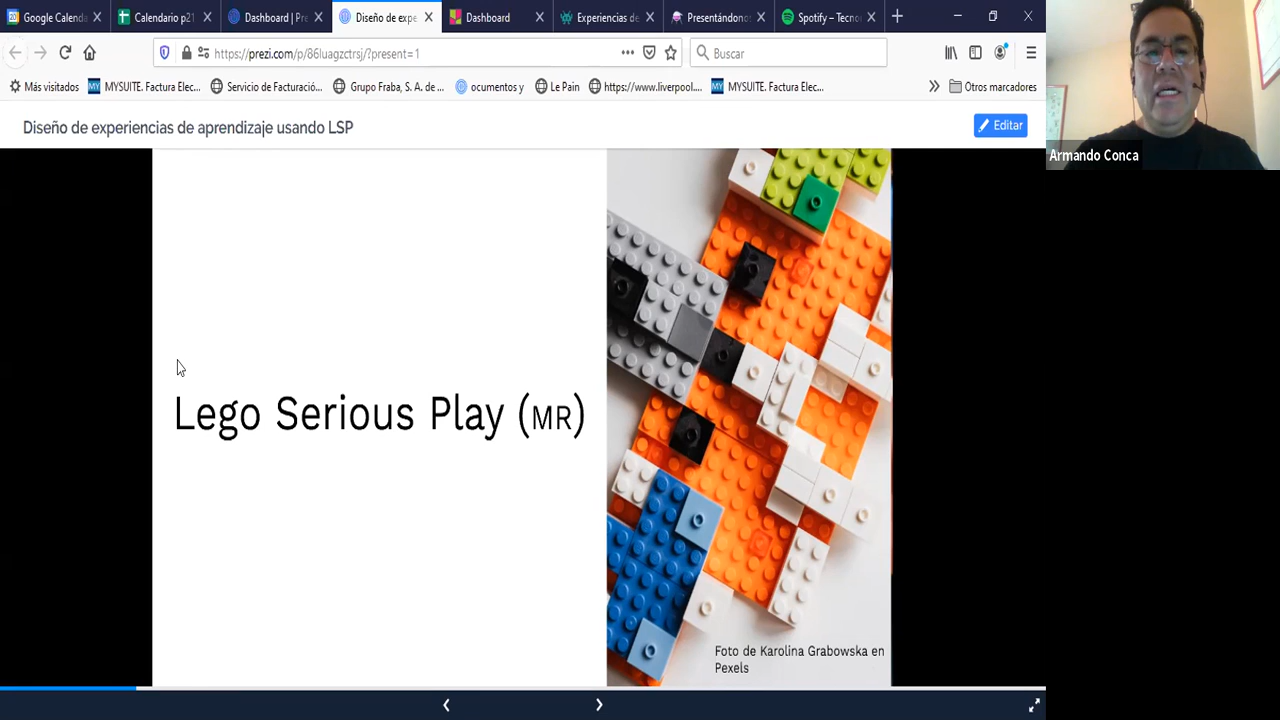 Google Calenda
Calendario p21
Dashboard | Pre
Diseño de expe
Dashboard
Experiencias de
Presentándono
Spotify – Tecno
https://prezi.com/p/86luagzctrsj/?present=1
Buscar
Más visitados
MYSUITE. Factura Elec...
Servicio de Facturació...
Grupo Fraba, S. A. de ...
ocumentos y
Le Pain
https://www.liverpool....
MYSUITE. Factura Elec...
Otros marcadores
Diseño de experiencias de aprendizaje usando LSP
Editar
Armando Conca
Lego Serious Play (MR)
Foto de Karolina Grabowska en
Pexels